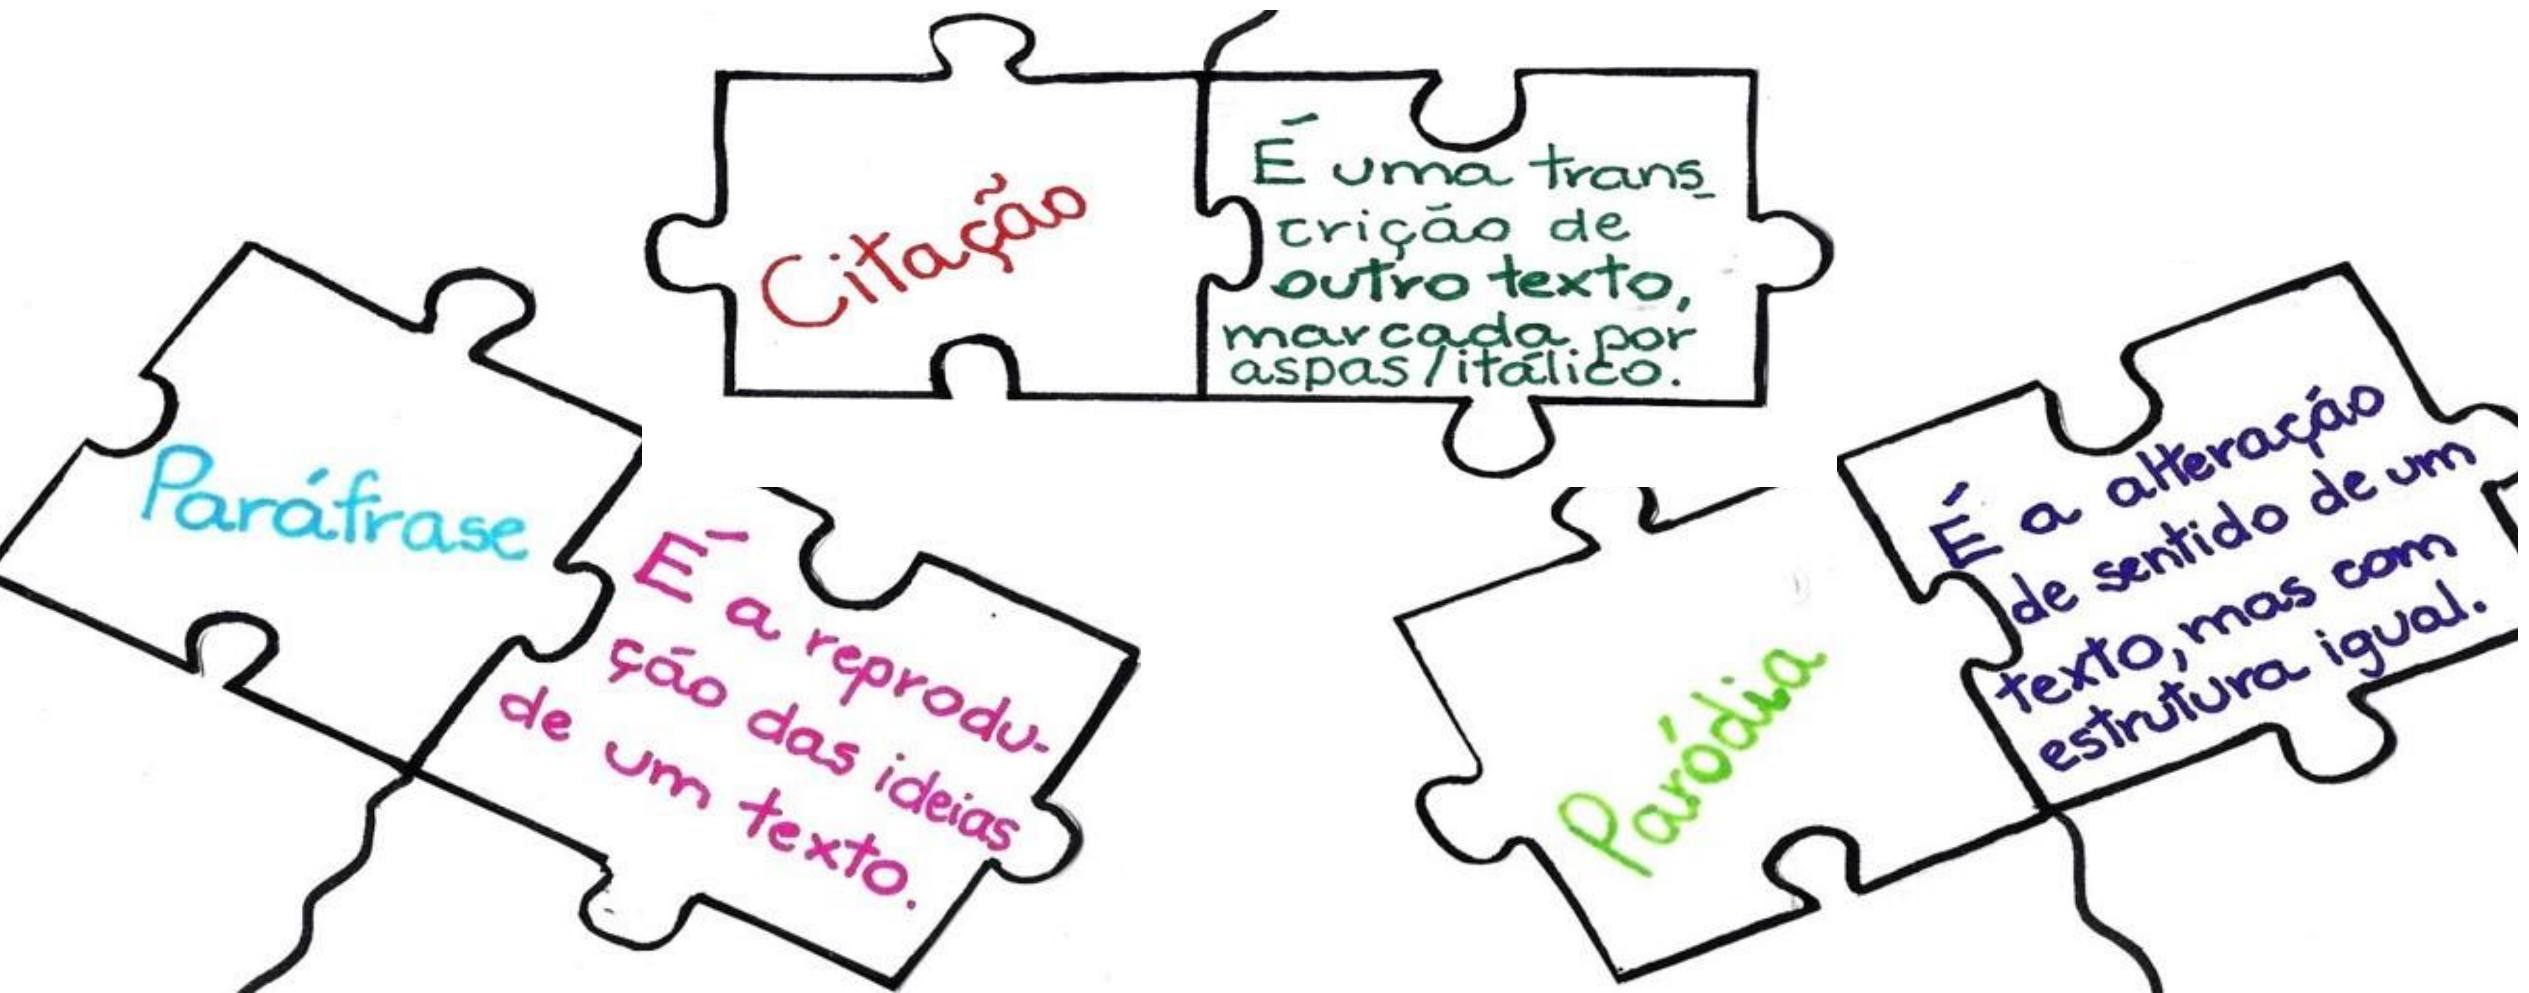 Citação
É uma trans-
crição de
outro texto,
marcada por
aspas/itálico.
Paráfrase
É a reprodu-
ção das ideias
de um texto.
Paródia
É a alteração
de sentido de um
texto, mas com
estrutura igual.